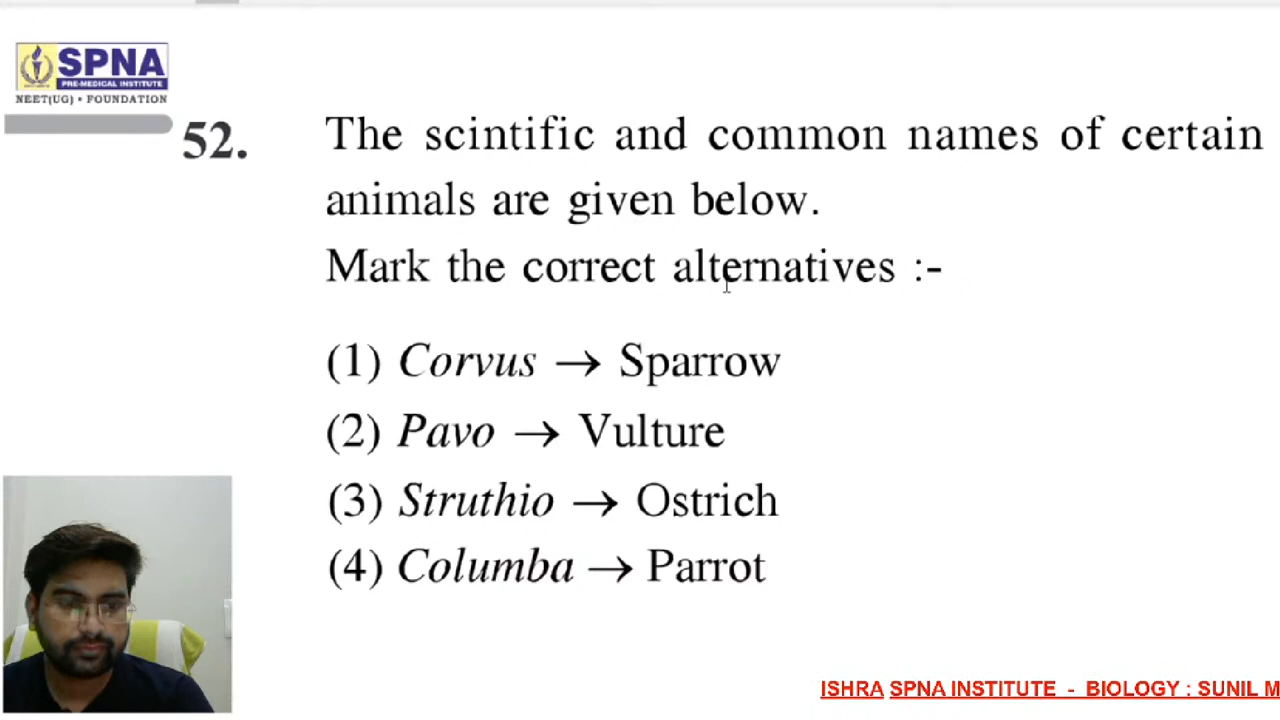 SPNA
PRE-MEDICAL INSTITUTE
NEET(UG) • FOUNDATION
52. The scintific and common names of certain
animals are given below.
Mark the correct alternatives :-
(1) Corvus → Sparrow
(2) Pavo → Vulture
(3) Struthio → Ostrich
(4) Columba → Parrot
ISHRA SPNA INSTITUTE - BIOLOGY : SUNIL M